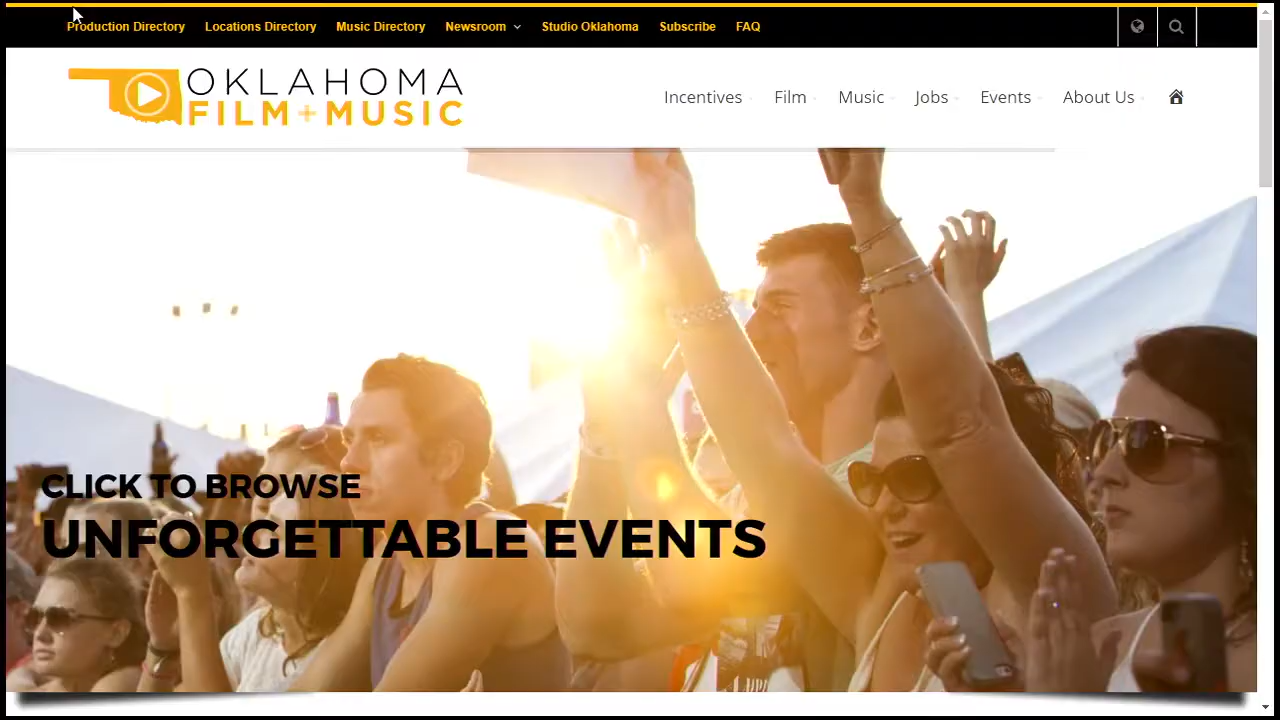 Production Directory Locations Directory Music Directory Newsroom Studio Oklahoma Subscribe FAQ
OKLAHOMA
FILM+MUSIC
Incentives Film Music Jobs Events About Us
CLICK TO BROWSE
UNFORGETTABLE EVENTS